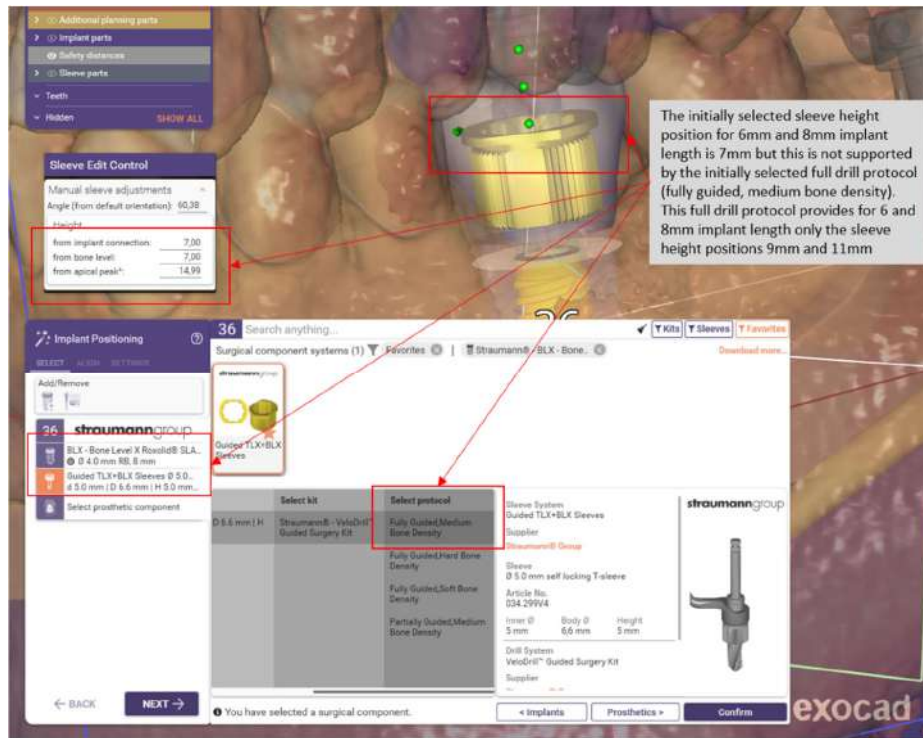 Additional planning parts
Implant parts
Safety distances
Sleeve parts
Teeth
Hidden SHOW ALL
Sleeve Edit Control
Manual sleeve adjustments
Angle (from default orientation): 60,38
Height
from implant connection: 7,00
from bone level: 7,00
from apical peak*: 14,99
The initially selected sleeve height
position for 6mm and 8mm implant
length is 7mm but this is not supported
by the initially selected full drill protocol
(fully guided, medium bone density).
This full drill protocol provides for 6 and
8mm implant length only the sleeve
height positions 9mm and 11mm
Implant Positioning
SELECT ALIGN SETTINGS
Add/Remove
36 straumanngroup
BLX - Bone Level X Roxolid® SLA...
Ø 4.0 mm RB, 8 mm
Guided TLX+BLX Sleeves Ø 5.0...
d 5.0 mm | D 6.6 mm | H 5.0 mm...
Select prosthetic component
← BACK NEXT →
36 Search anything...
Kits Sleeves Favorites
Surgical component systems (1) Favorites | Straumann® - BLX - Bone...
Download more...
straumanngroup
Guided TLX+BLX
Sleeves
Select kit
D 6.6 mm | H
Straumann® - VeloDrill™
Guided Surgery Kit
Select protocol
Fully Guided,Medium
Bone Density
Fully Guided,Hard Bone
Density
Fully Guided,Soft Bone
Density
Partially Guided,Medium
Bone Density
Sleeve System
Guided TLX+BLX Sleeves
Supplier
Straumann® Group
Sleeve
Ø 5.0 mm self locking T-sleeve
Article No.
034.299V4
Inner Ø Body Ø Height
5 mm 6,6 mm 5 mm
Drill System
VeloDrill™ Guided Surgery Kit
Supplier
straumanngroup
You have selected a surgical component.
< Implants Prosthetics > Confirm
exocad